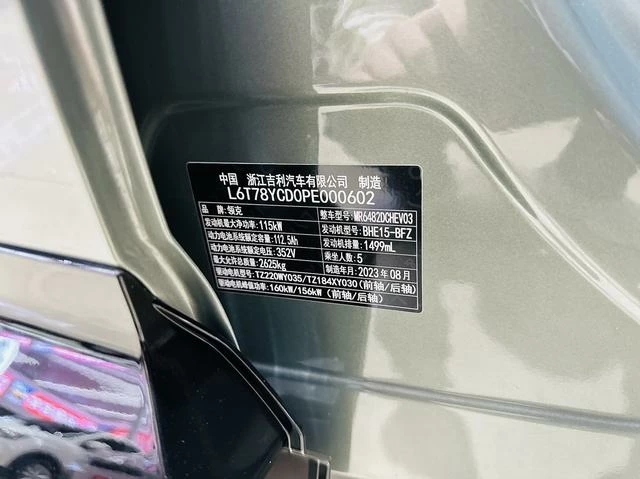 中国 浙江吉利汽车有限公司 制造
L6T78YCD0PE000602
品牌:领克 整车型号:MR6482DCHEV03
发动机最大净功率:115kW 发动机型号:BHE15-BFZ
动力电池系统额定容量:112.5Ah 发动机排量:1499mL
动力电池系统额定电压:352V 乘坐人数:5
最大允许总质量:2625kg 制造年月:2023年08月
驱动电机型号:TZ220WY035/TZ184XY030(前轴/后轴)
驱动电机峰值功率:160kW/156kW(前轴/后轴)